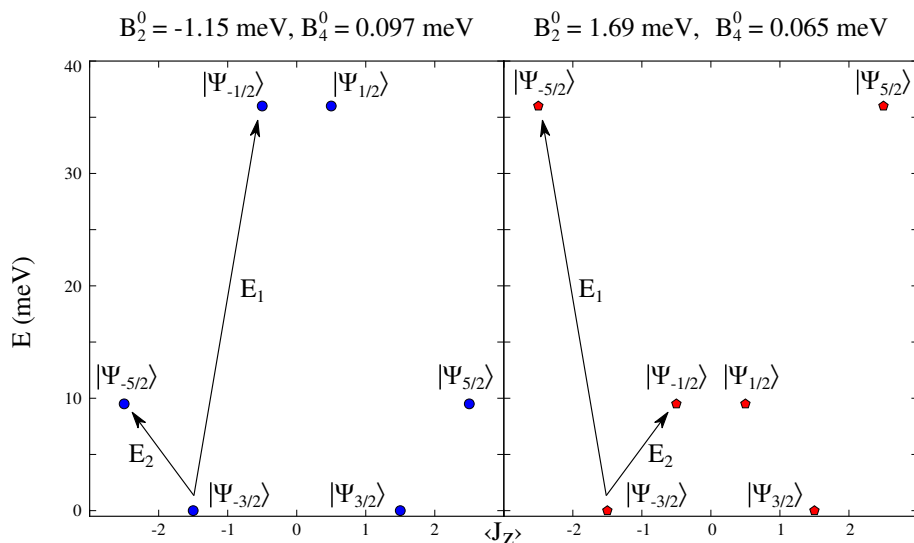 B₂⁰ = -1.15 meV, B₄⁰ = 0.097 meV
B₂⁰ = 1.69 meV, B₄⁰ = 0.065 meV
40
|Ψ-1/2⟩ |Ψ1/2⟩
|Ψ-5/2⟩ |Ψ5/2⟩
30
20
E₁ E₁
E (meV)
|Ψ-5/2⟩ |Ψ5/2⟩ |Ψ-1/2⟩ |Ψ1/2⟩
10
E₂ E₂
|Ψ-3/2⟩ |Ψ3/2⟩ |Ψ-3/2⟩ |Ψ3/2⟩
0
-2 -1 0 1 2 -2 -1 0 1 2
⟨J_Z⟩